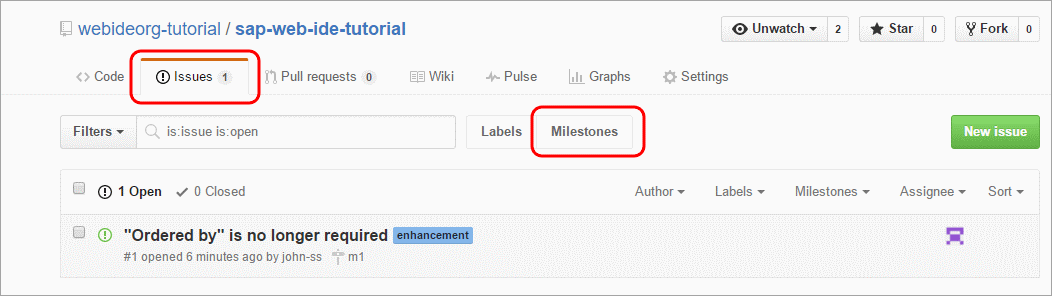 webideorg-tutorial / sap-web-ide-tutorial
Unwatch 2 Star 0 Fork 0
Code Issues 1 Pull requests 0 Wiki Pulse Graphs Settings
Filters is:issue is:open Labels Milestones New issue
1 Open 0 Closed Author Labels Milestones Assignee Sort
"Ordered by" is no longer required enhancement
#1 opened 6 minutes ago by john-ss m1